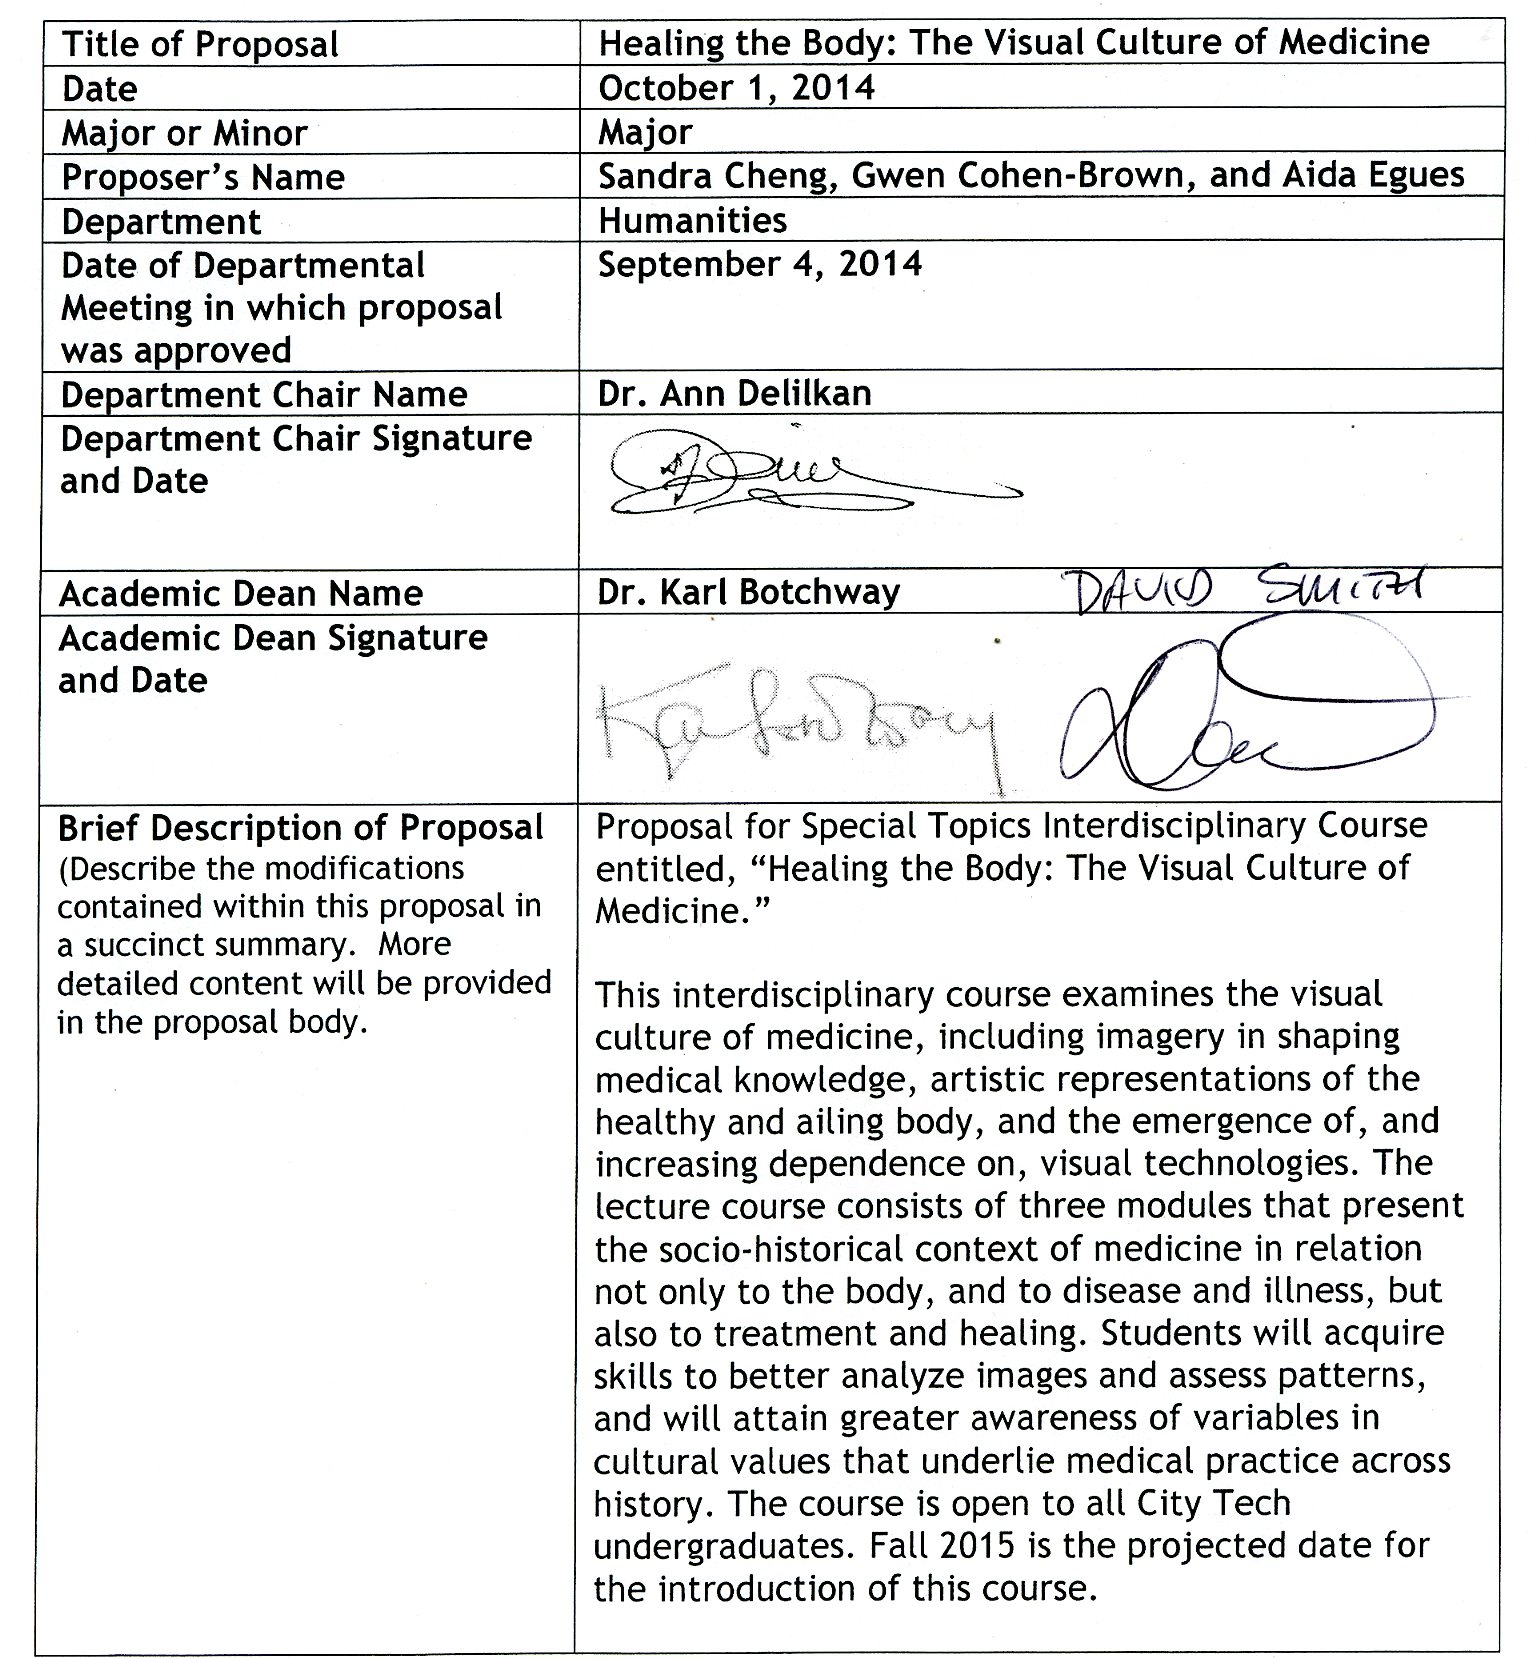 Title of Proposal
Healing the Body: The Visual Culture of Medicine
Date
October 1, 2014
Major or Minor
Major
Proposer's Name
Sandra Cheng, Gwen Cohen-Brown, and Aida Egues
Department
Humanities
Date of Departmental
Meeting in which proposal
was approved
September 4, 2014
Department Chair Name
Dr. Ann Delilkan
Department Chair Signature
and Date
Academic Dean Name
Dr. Karl Botchway
DAVID SMITH
Academic Dean Signature
and Date
Brief Description of Proposal
(Describe the modifications
contained within this proposal in
a succinct summary. More
detailed content will be provided
in the proposal body.
Proposal for Special Topics Interdisciplinary Course
entitled, “Healing the Body: The Visual Culture of
Medicine.”
This interdisciplinary course examines the visual
culture of medicine, including imagery in shaping
medical knowledge, artistic representations of the
healthy and ailing body, and the emergence of, and
increasing dependence on, visual technologies. The
lecture course consists of three modules that present
the socio-historical context of medicine in relation
not only to the body, and to disease and illness, but
also to treatment and healing. Students will acquire
skills to better analyze images and assess patterns,
and will attain greater awareness of variables in
cultural values that underlie medical practice across
history. The course is open to all City Tech
undergraduates. Fall 2015 is the projected date for
the introduction of this course.